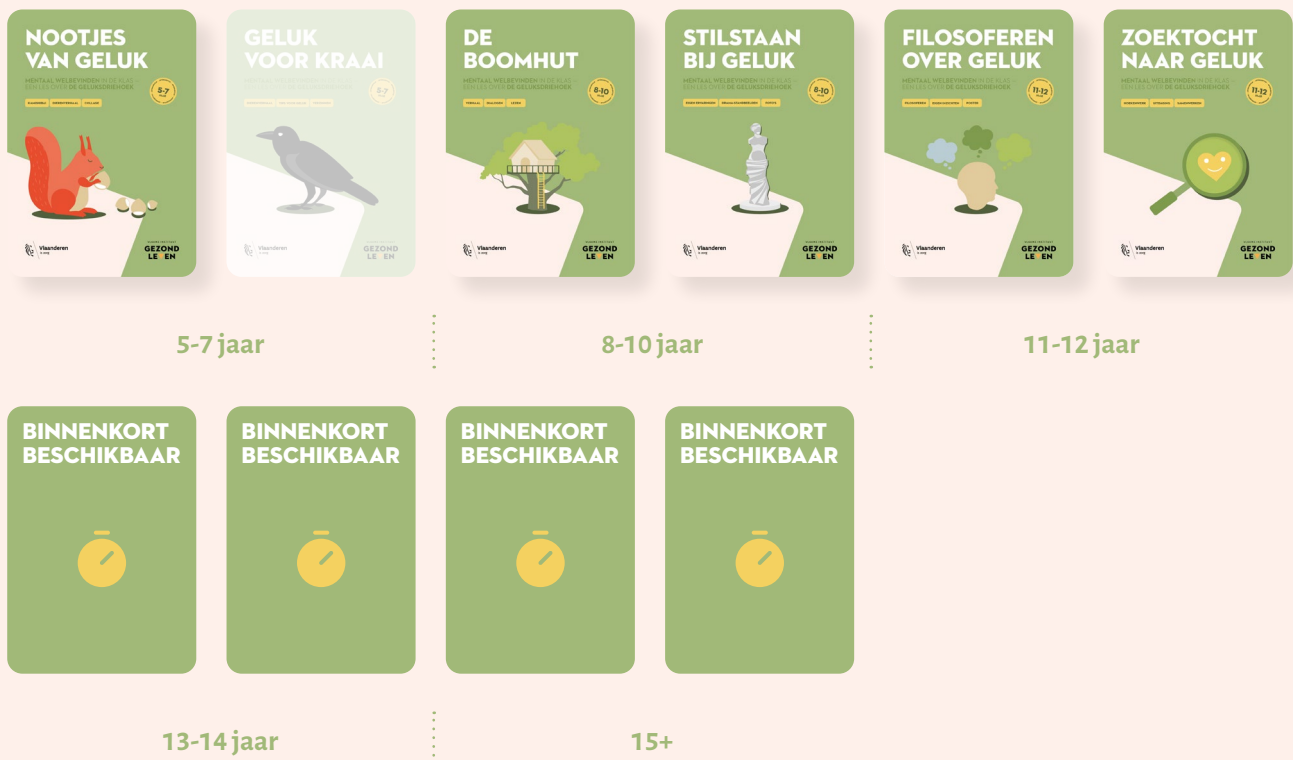 NOOTJES
VAN GELUK
MENTAAL WELBEVINDEN IN DE KLAS –
EEN LES OVER DE GELUKSDRIEHOEK
5-7
Vlaanderen
GEZOND
LEVEN
GELUK
VOOR KRAAI
5-7
Vlaanderen
GEZOND
LEVEN
DE
BOOMHUT
MENTAAL WELBEVINDEN IN DE KLAS –
EEN LES OVER DE GELUKSDRIEHOEK
8-10
Vlaanderen
GEZOND
LEVEN
STILSTAAN
BIJ GELUK
MENTAAL WELBEVINDEN IN DE KLAS –
EEN LES OVER DE GELUKSDRIEHOEK
8-10
Vlaanderen
GEZOND
LEVEN
FILOSOFEREN
OVER GELUK
MENTAAL WELBEVINDEN IN DE KLAS –
EEN LES OVER DE GELUKSDRIEHOEK
11-12
Vlaanderen
GEZOND
LEVEN
ZOEKTOCHT
NAAR GELUK
MENTAAL WELBEVINDEN IN DE KLAS –
EEN LES OVER DE GELUKSDRIEHOEK
11-12
Vlaanderen
GEZOND
LEVEN
5-7 jaar
8-10 jaar
11-12 jaar
BINNENKORT
BESCHIKBAAR
BINNENKORT
BESCHIKBAAR
BINNENKORT
BESCHIKBAAR
BINNENKORT
BESCHIKBAAR
13-14 jaar
15+